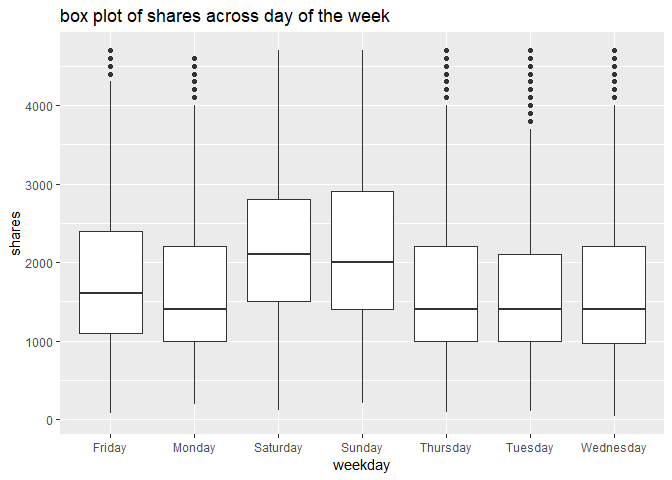 box plot of shares across day of the week
4000
3000
2000
1000
0
shares
Friday Monday Saturday Sunday Thursday Tuesday Wednesday
weekday